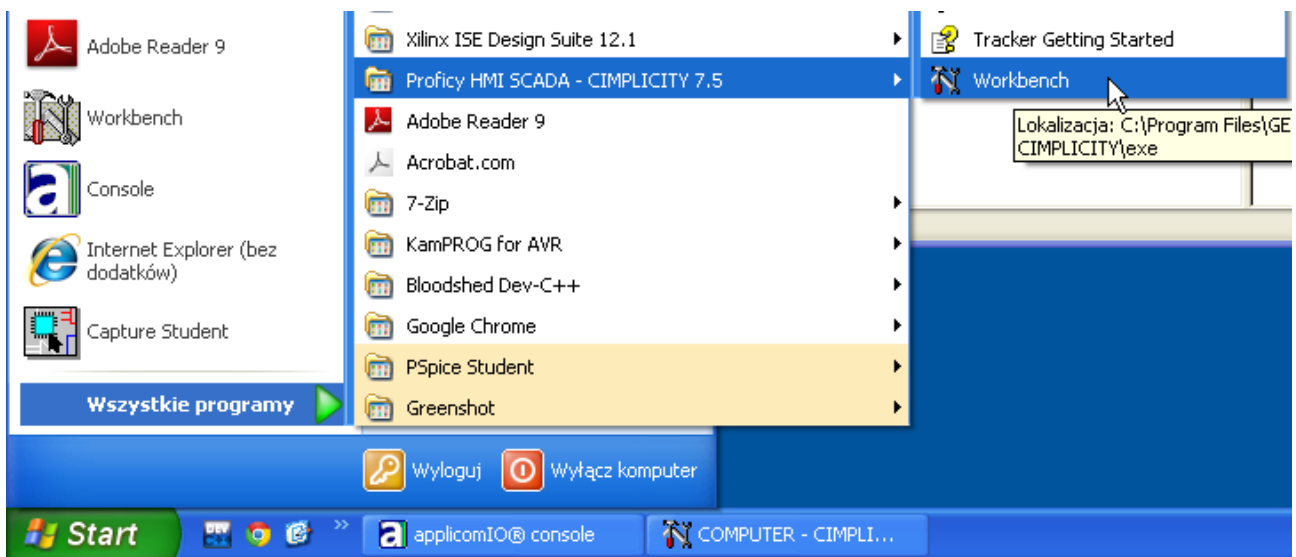 Adobe Reader 9
Workbench
Console
Internet Explorer (bez
dodatków)
Capture Student
Wszystkie programy
Xilinx ISE Design Suite 12.1
Proficy HMI SCADA - CIMPLICITY 7.5
Adobe Reader 9
Acrobat.com
7-Zip
KamPROG for AVR
Bloodshed Dev-C++
Google Chrome
PSpice Student
Greenshot
Tracker Getting Started
Workbench
Lokalizacja: C:\Program Files\GE
CIMPLICITY\exe
Wyloguj
Wyłącz komputer
Start
DEV
»
applicomIO® console
COMPUTER - CIMPLI...